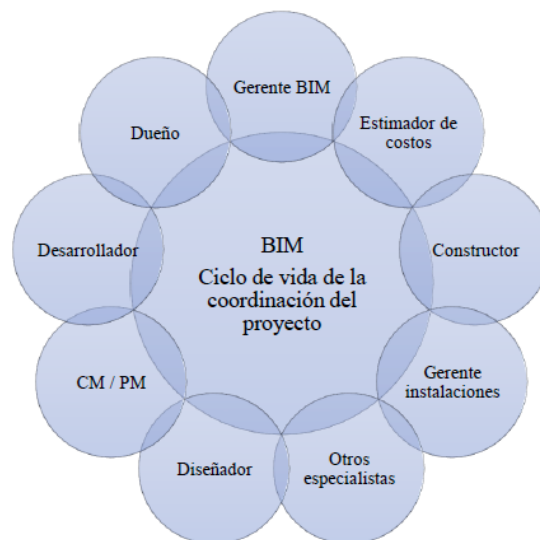 Gerente BIM
Estimador de
costos
Constructor
Gerente
instalaciones
Otros
especialistas
Diseñador
CM / PM
Desarrollador
Dueño
BIM
Ciclo de vida de la
coordinación del
proyecto